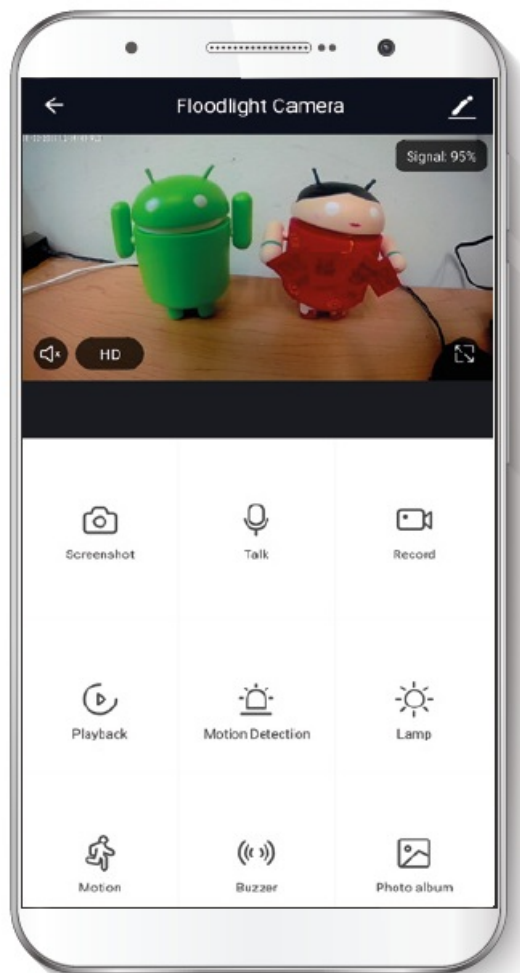 Floodlight Camera
Signal: 95%
HD
Screenshot
Talk
Record
Playback
Motion Detection
Lamp
Motion
Buzzer
Photo album